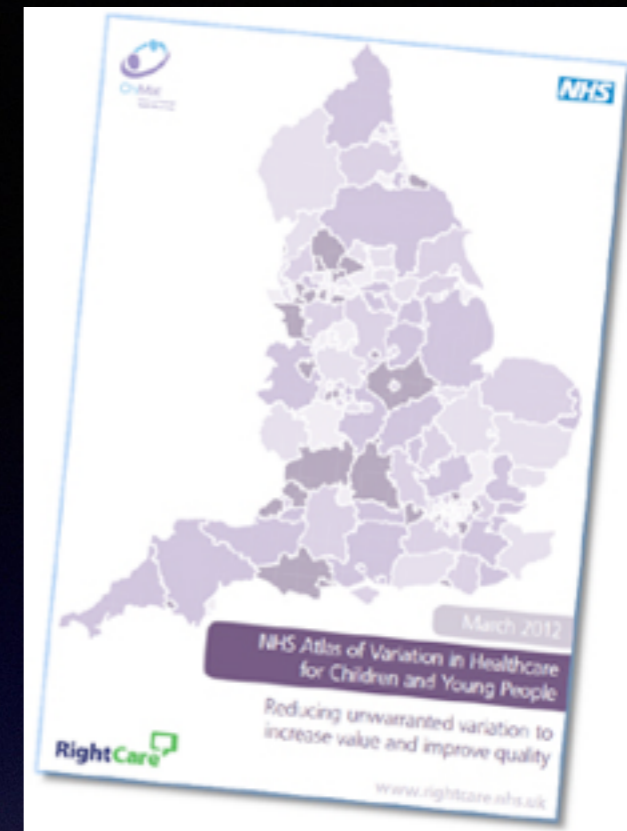 ChiMat
NHS
March 2012
NHS Atlas of Variation in Healthcare
for Children and Young People
Reducing unwarranted variation to
increase value and improve quality
RightCare
www.rightcare.nhs.uk